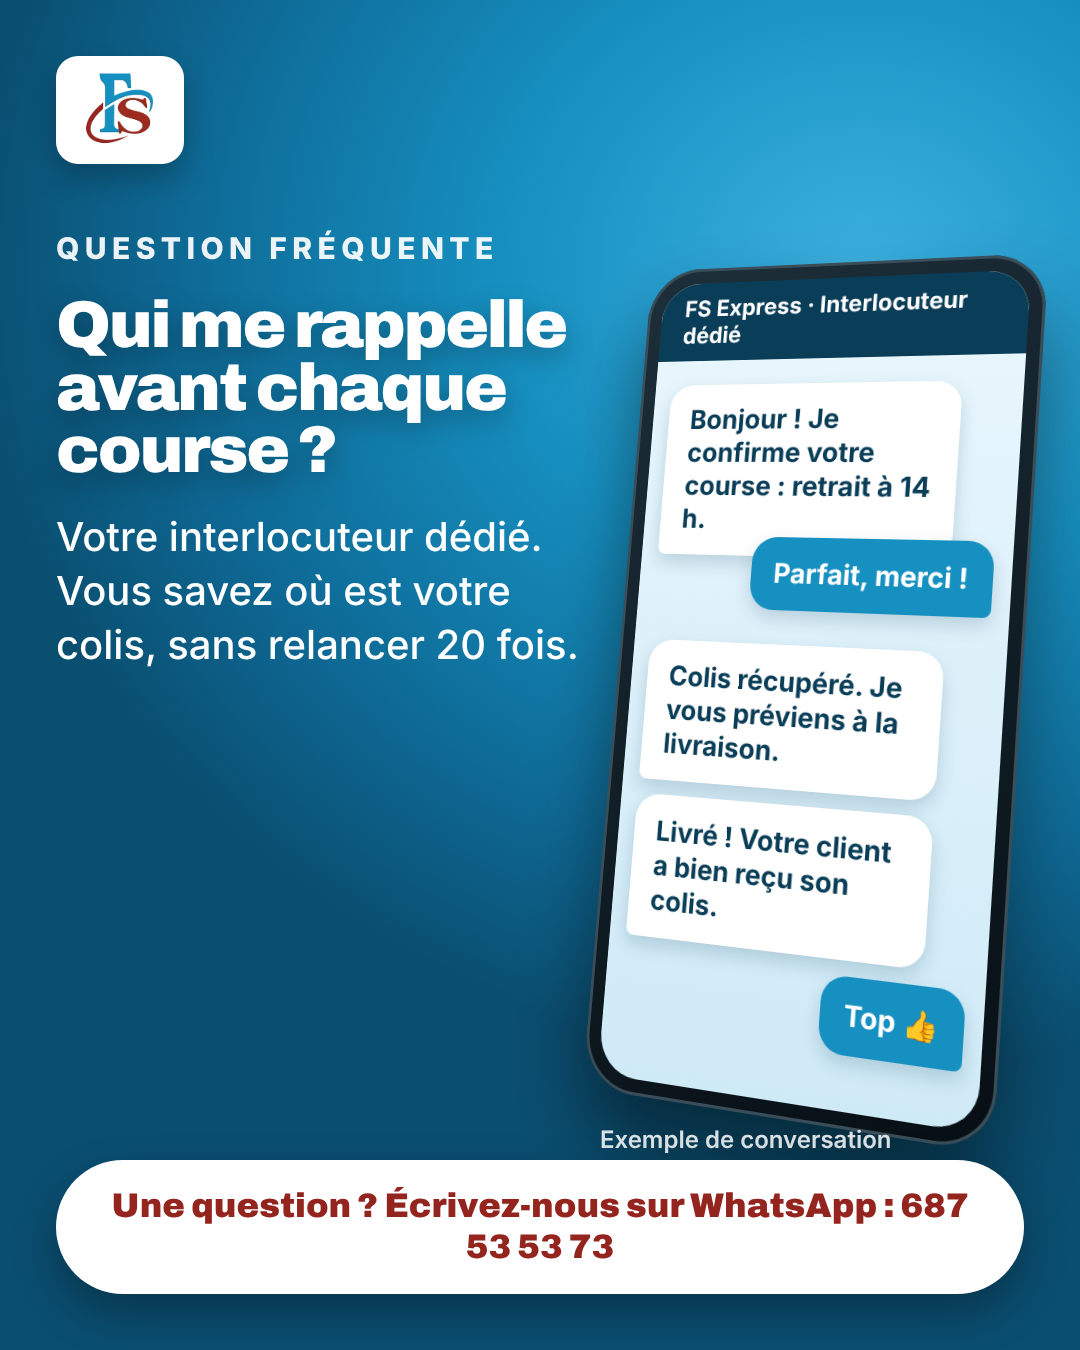 FS
QUESTION FRÉQUENTE
Qui me rappelle
avant chaque
course ?
Votre interlocuteur dédié.
Vous savez où est votre
colis, sans relancer 20 fois.
FS Express · Interlocuteur
dédié
Bonjour ! Je
confirme votre
course : retrait à 14
h.
Parfait, merci !
Colis récupéré. Je
vous préviens à la
livraison.
Livré ! Votre client
a bien reçu son
colis.
Top 👍
Exemple de conversation
Une question ? Écrivez-nous sur WhatsApp : 687
53 53 73